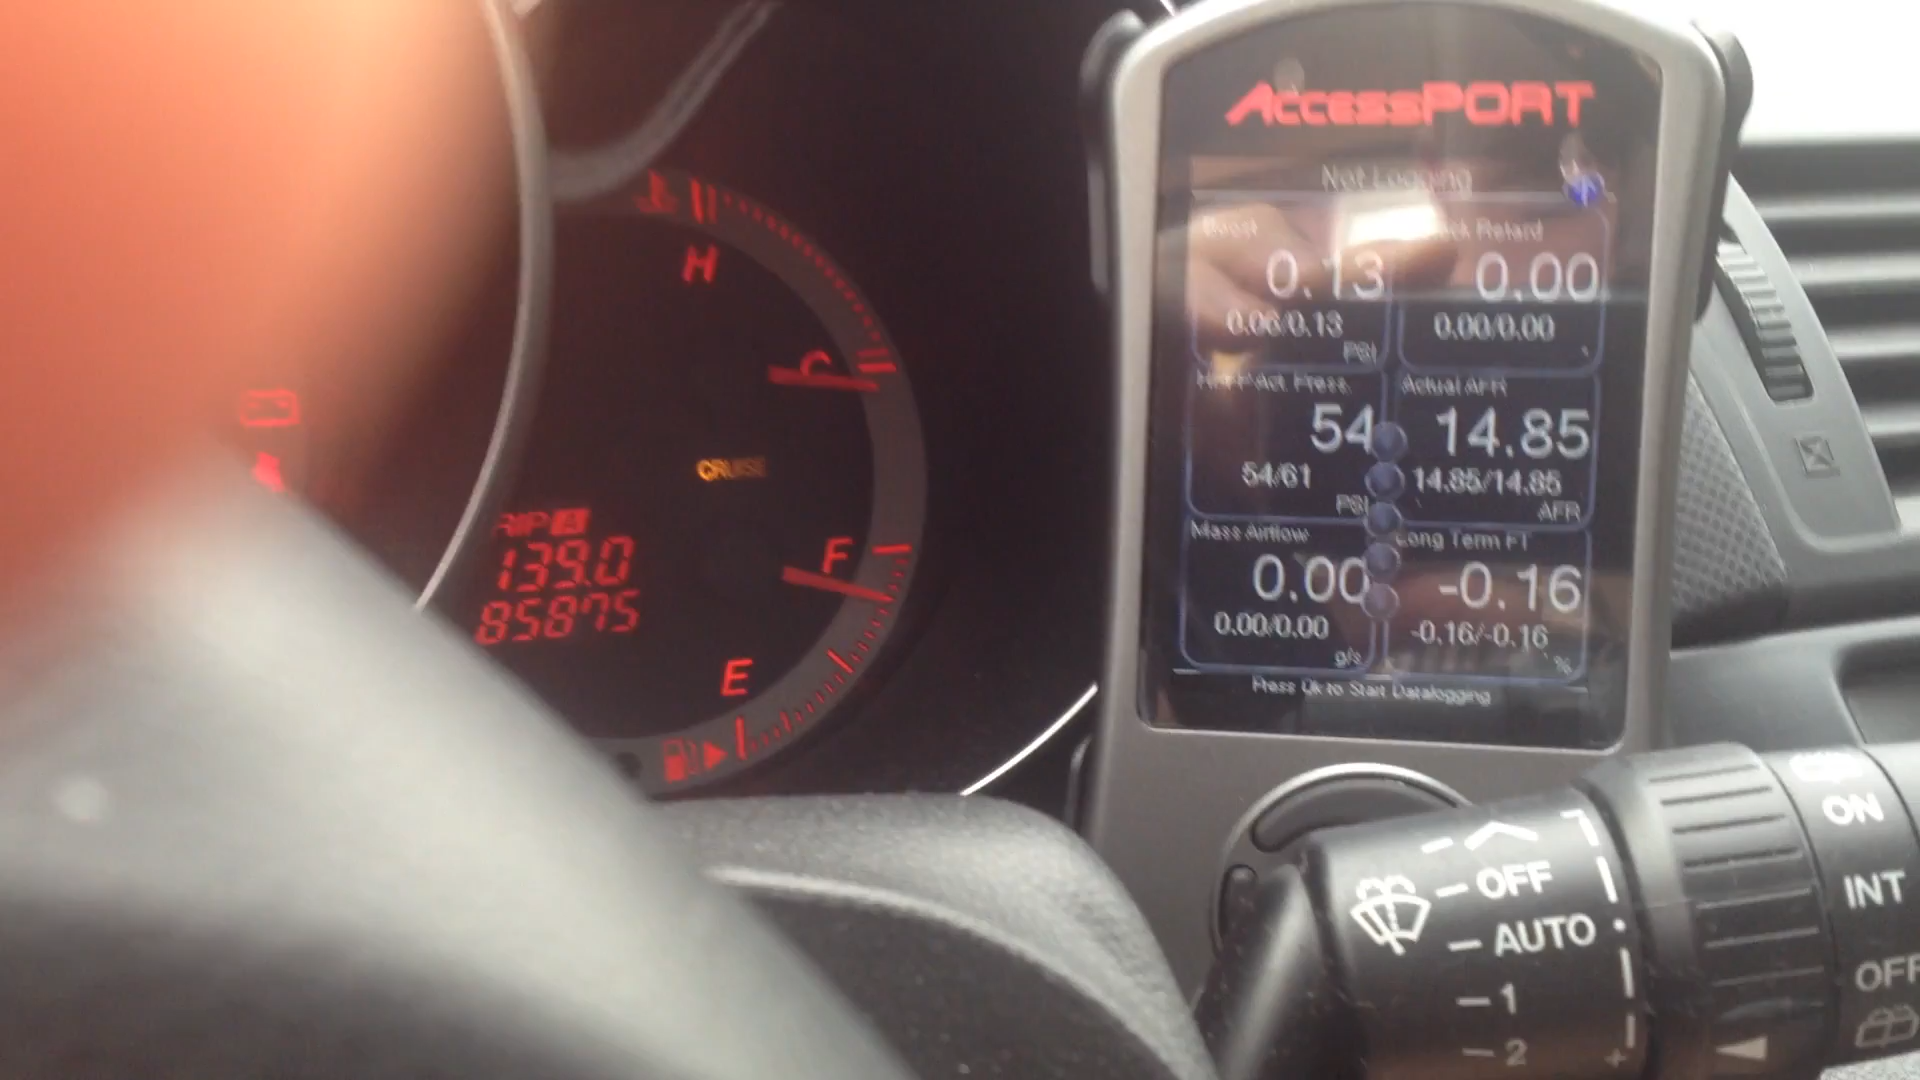 H
C
CRUISE
TRIP A
139.0
85875
F
E
AccessPORT
Not Logging
Boost
Knock Retard
0.13
0.00
0.06/0.13
0.00/0.00
PSI
Act. Press.
Actual AFR
54
14.85
54/61
14.85/14.85
PSI
AFR
Mass Airflow
Long Term FT
0.00
-0.16
0.00/0.00
-0.16/-0.16
g/s
%
Press Ok to Start Datalogging
OFF
AUTO
1
2
ON
INT
OFF